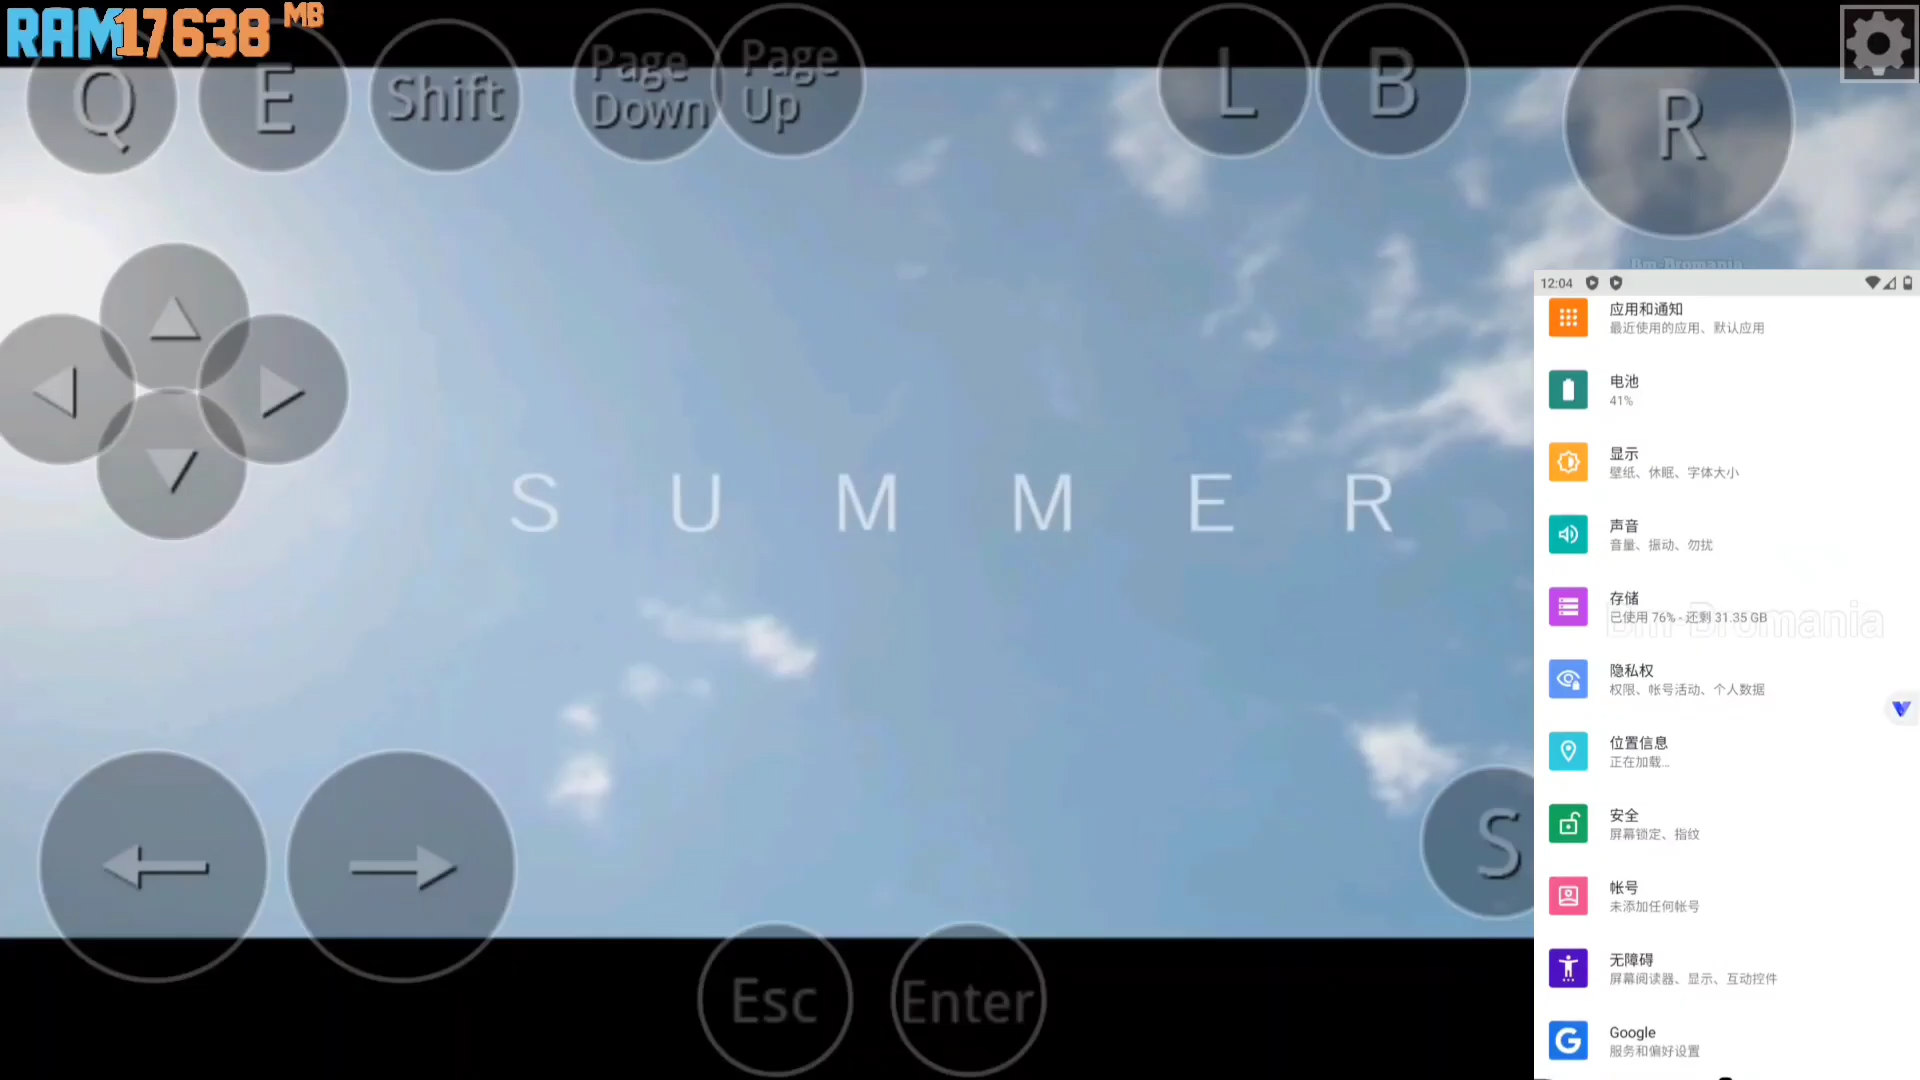 RAM17638 MB
Q
E
Shift
Page
Down
Page
Up
L
B
R
Bm-Bromania
SUMMER
S
Esc
Enter
12:04
应用和通知
最近使用的应用、默认应用
电池
41%
显示
壁纸、休眠、字体大小
声音
音量、振动、勿扰
存储
已使用 76% - 还剩 31.35 GB
Bm-Bromania
隐私权
权限、帐号活动、个人数据
位置信息
正在加载…
安全
屏幕锁定、指纹
帐号
未添加任何帐号
无障碍
屏幕阅读器、显示、互动控件
Google
服务和偏好设置